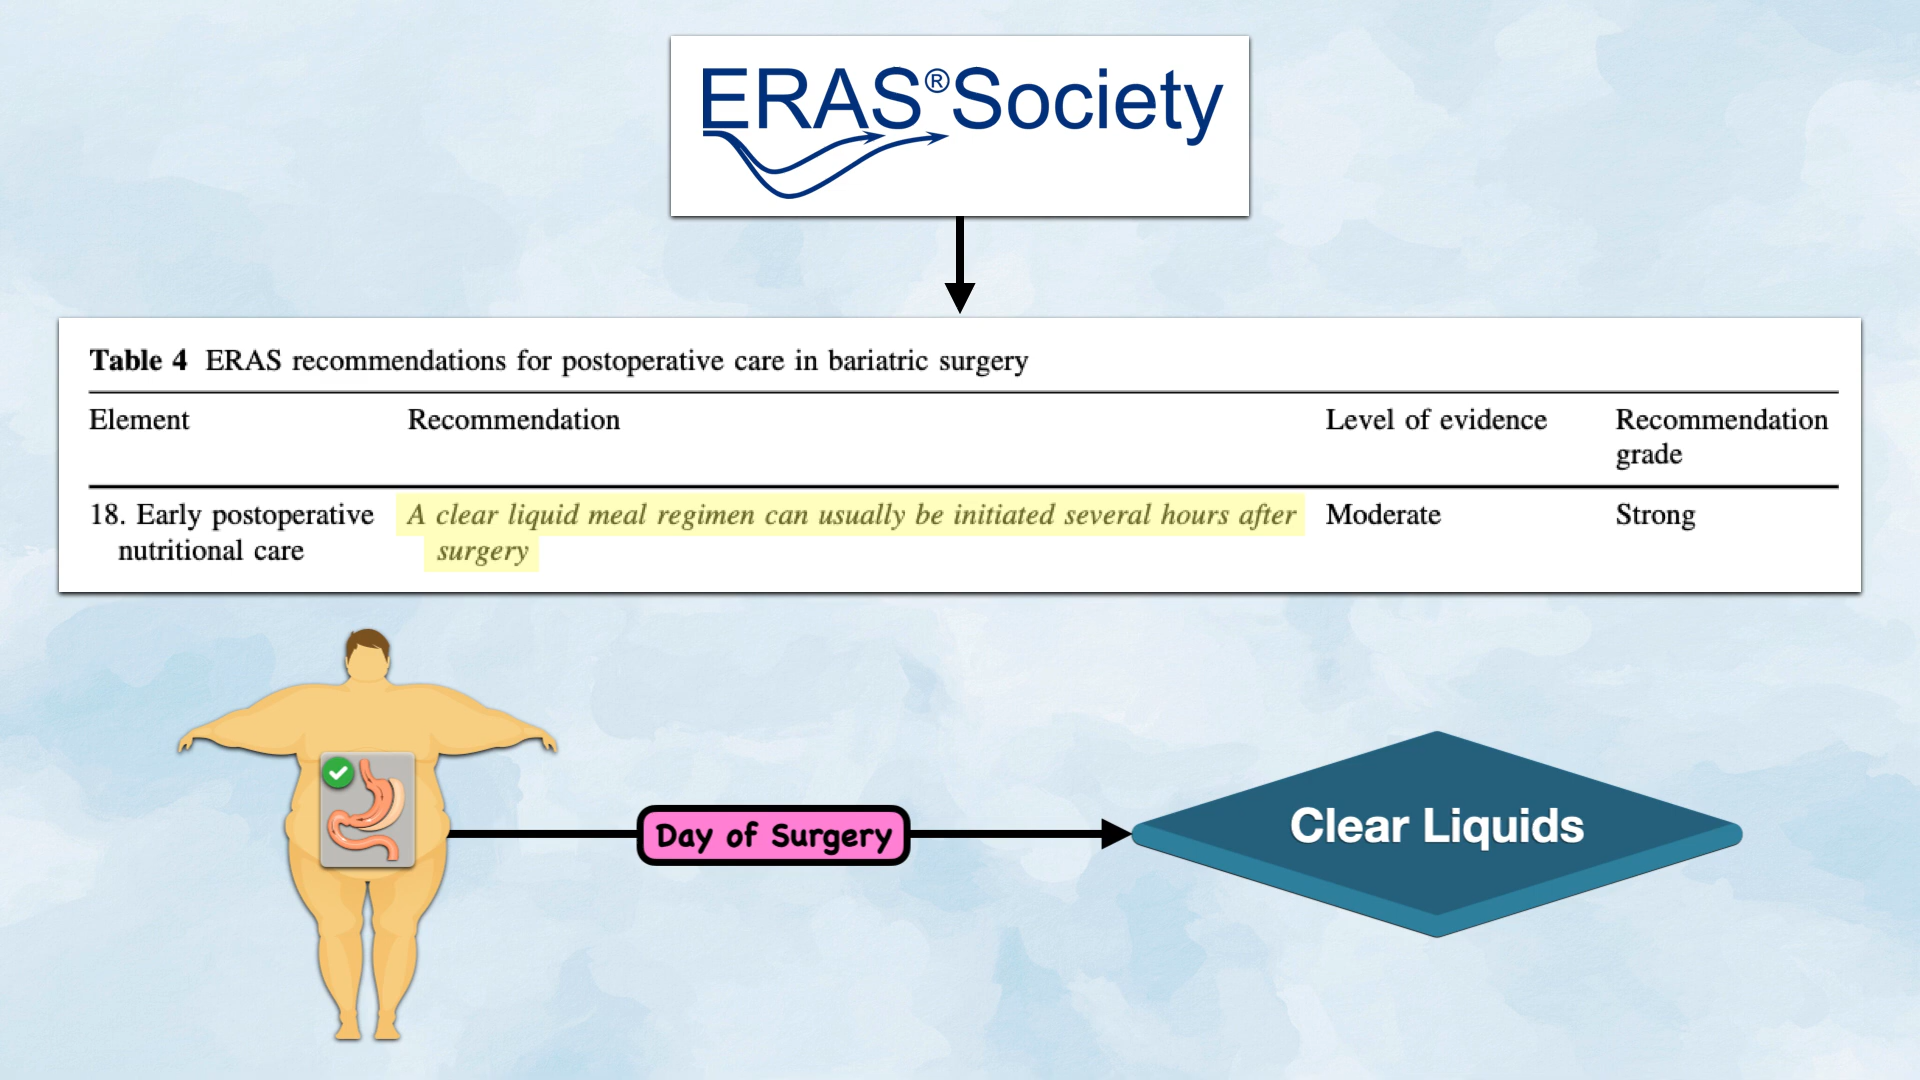 ERAS®Society
Table 4 ERAS recommendations for postoperative care in bariatric surgery
Element Recommendation Level of evidence Recommendation
grade
18. Early postoperative A clear liquid meal regimen can usually be initiated several hours after Moderate Strong
nutritional care surgery
Day of Surgery
Clear Liquids